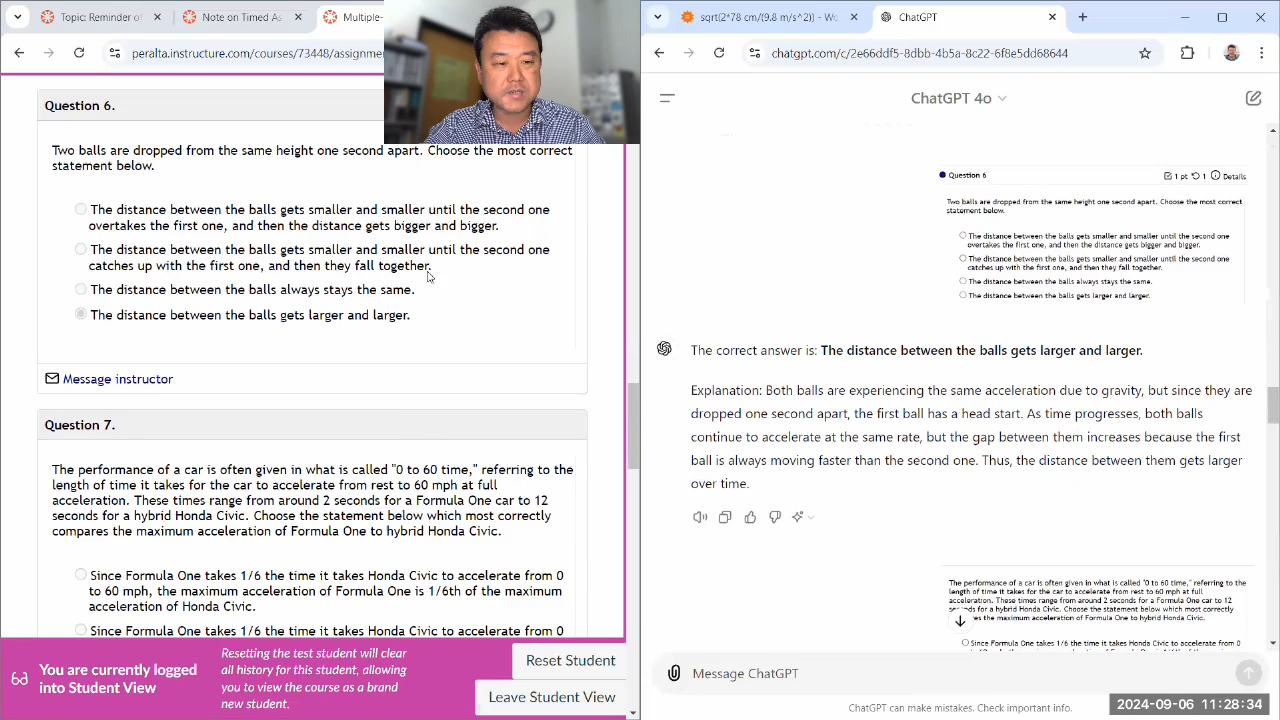 Topic Reminder of
Note on Timed As
Multiple-
peralta.instructure.com/courses/73448/assignme
Question 6.
Two balls are dropped from the same height one second apart. Choose the most correct
statement below.
The distance between the balls gets smaller and smaller until the second one
overtakes the first one, and then the distance gets bigger and bigger.
The distance between the balls gets smaller and smaller until the second one
catches up with the first one, and then they fall together.
The distance between the balls always stays the same.
The distance between the balls gets larger and larger.
Message instructor
Question 7.
The performance of a car is often given in what is called "0 to 60 time," referring to the
length of time it takes for the car to accelerate from rest to 60 mph at full
acceleration. These times range from around 2 seconds for a Formula One car to 12
seconds for a hybrid Honda Civic. Choose the statement below which most correctly
compares the maximum acceleration of Formula One to hybrid Honda Civic.
Since Formula One takes 1/6 the time it takes Honda Civic to accelerate from 0
to 60 mph, the maximum acceleration of Formula One is 1/6th of the maximum
acceleration of Honda Civic.
Since Formula One takes 1/6 the time it takes Honda Civic to accelerate from 0
You are currently logged
into Student View
Resetting the test student will clear
all history for this student, allowing
you to view the course as a brand
new student.
Reset Student
Leave Student View
sqrt(2*78 cm/(9.8 m/s^2)) - Wo
ChatGPT
chatgpt.com/c/2e66ddf5-8dbb-4b5a-8c22-6f8e5dd68644
ChatGPT 4o
Question 6
1 pt
1
Details
Two balls are dropped from the same height one second apart. Choose the most correct
statement below.
The distance between the balls gets smaller and smaller until the second one
overtakes the first one, and then the distance gets bigger and bigger.
The distance between the balls gets smaller and smaller until the second one
catches up with the first one, and then they fall together.
The distance between the balls always stays the same.
The distance between the balls gets larger and larger.
The correct answer is: The distance between the balls gets larger and larger.
Explanation: Both balls are experiencing the same acceleration due to gravity, but since they are
dropped one second apart, the first ball has a head start. As time progresses, both balls
continue to accelerate at the same rate, but the gap between them increases because the first
ball is always moving faster than the second one. Thus, the distance between them gets larger
over time.
The performance of a car is often given in what is called "0 to 60 time," referring to the
length of time it takes for the car to accelerate from rest to 60 mph at full
acceleration. These times range from around 2 seconds for a Formula One car to 12
seconds for a hybrid Honda Civic. Choose the statement below which most correctly
es the maximum acceleration of Formula One to hybrid Honda Civic.
Since Formula One takes 1/6 the time it takes Honda Civic to accelerate from 0
Message ChatGPT
ChatGPT can make mistakes. Check important info.
2024-09-06 11:28:34